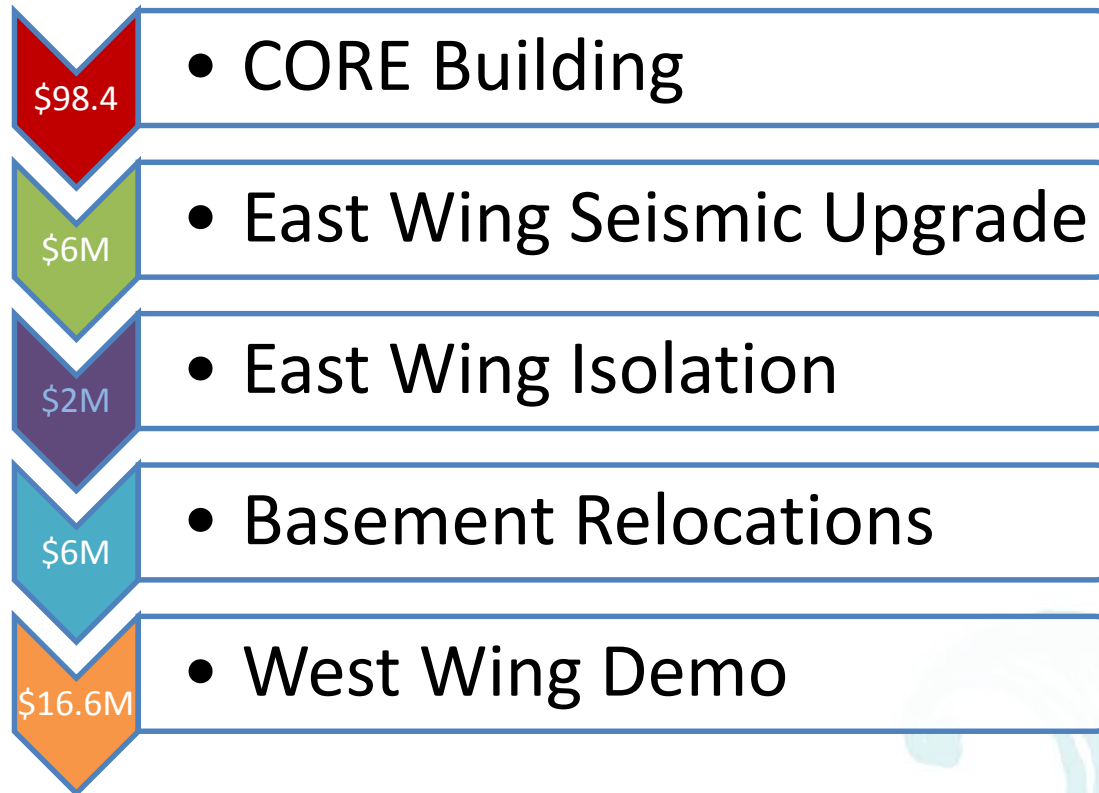 $98.4
• CORE Building
$6M
• East Wing Seismic Upgrade
$2M
• East Wing Isolation
$6M
• Basement Relocations
$16.6M
• West Wing Demo